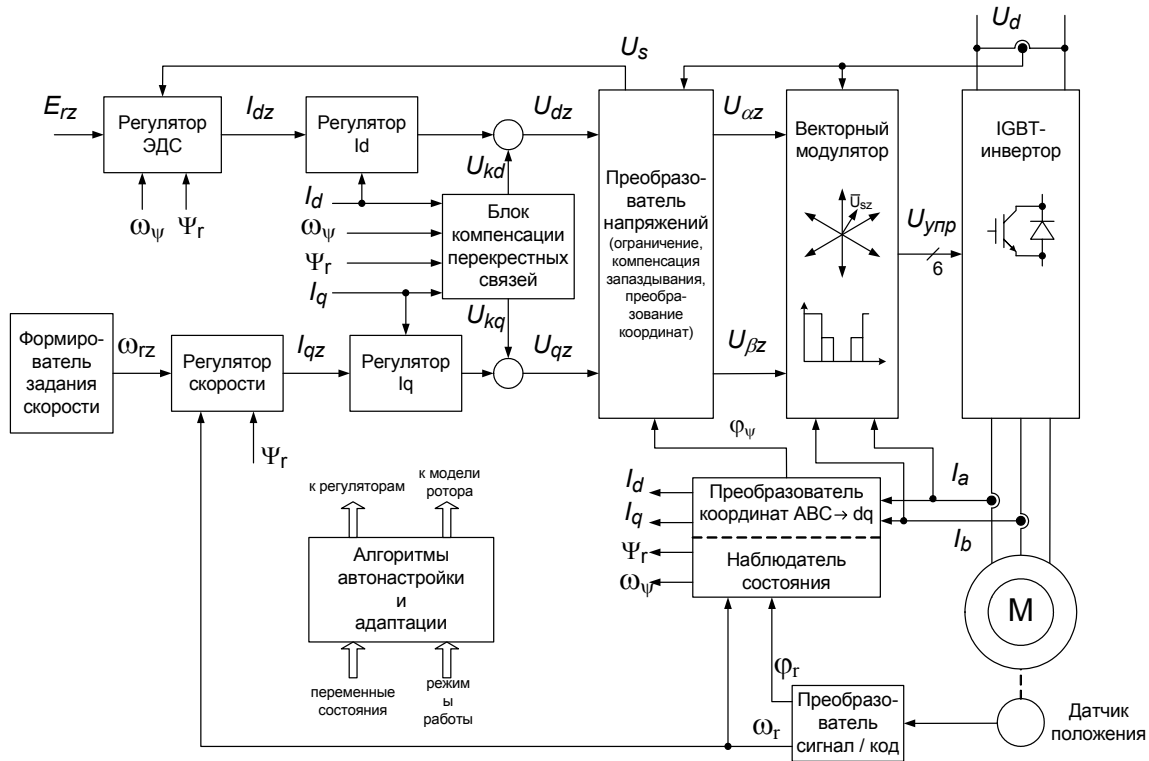 U_d
U_s
E_rz
Регулятор
ЭДС
I_dz
Регулятор
Id
U_dz
U_kd
ω_ψ
Ψ_r
I_d
ω_ψ
Ψ_r
I_q
Блок
компенсации
перекрестных
связей
U_kq
Преобразо-
ватель
напряжений
(ограничение,
компенсация
запаздывания,
преобра-
зование
координат)
U_αz
U_βz
Векторный
модулятор
U̅_sz
U_упр
6
IGBT-
инвертор
Формиро-
ватель
задания
скорости
ω_rz
Регулятор
скорости
I_qz
Регулятор
Iq
U_qz
Ψ_r
φ_ψ
к регуляторам
к модели
ротора
Алгоритмы
автонастройки
и
адаптации
переменные
состояния
режим
ы
работы
I_d
I_q
Ψ_r
ω_ψ
Преобразователь
координат ABC→ dq
Наблюдатель
состояния
I_a
I_b
M
φ_r
ω_r
Преобразо-
ватель
сигнал / код
Датчик
положения